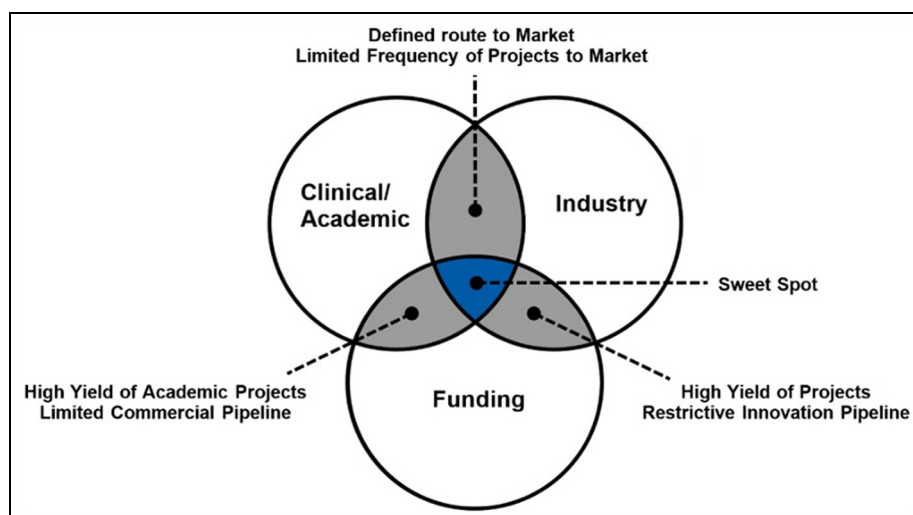 Defined route to Market
Limited Frequency of Projects to Market
Clinical/
Academic
Industry
Sweet Spot
High Yield of Academic Projects
Limited Commercial Pipeline
Funding
High Yield of Projects
Restrictive Innovation Pipeline